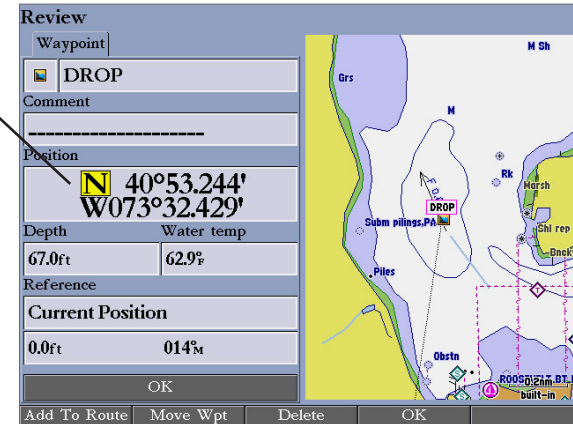 Review
Waypoint
DROP
Comment
Position
N 40°53.244'
W073°32.429'
Depth
Water temp
67.0ft
62.9°F
Reference
Current Position
0.0ft
014°M
OK
Add To Route
Move Wpt
Delete
OK
M Sh
Grs
M
Rk
Marsh
DROP
Subm pilings,PA
Shl rep
Piles
Obstn
0.2nm
built-in
T
S
S